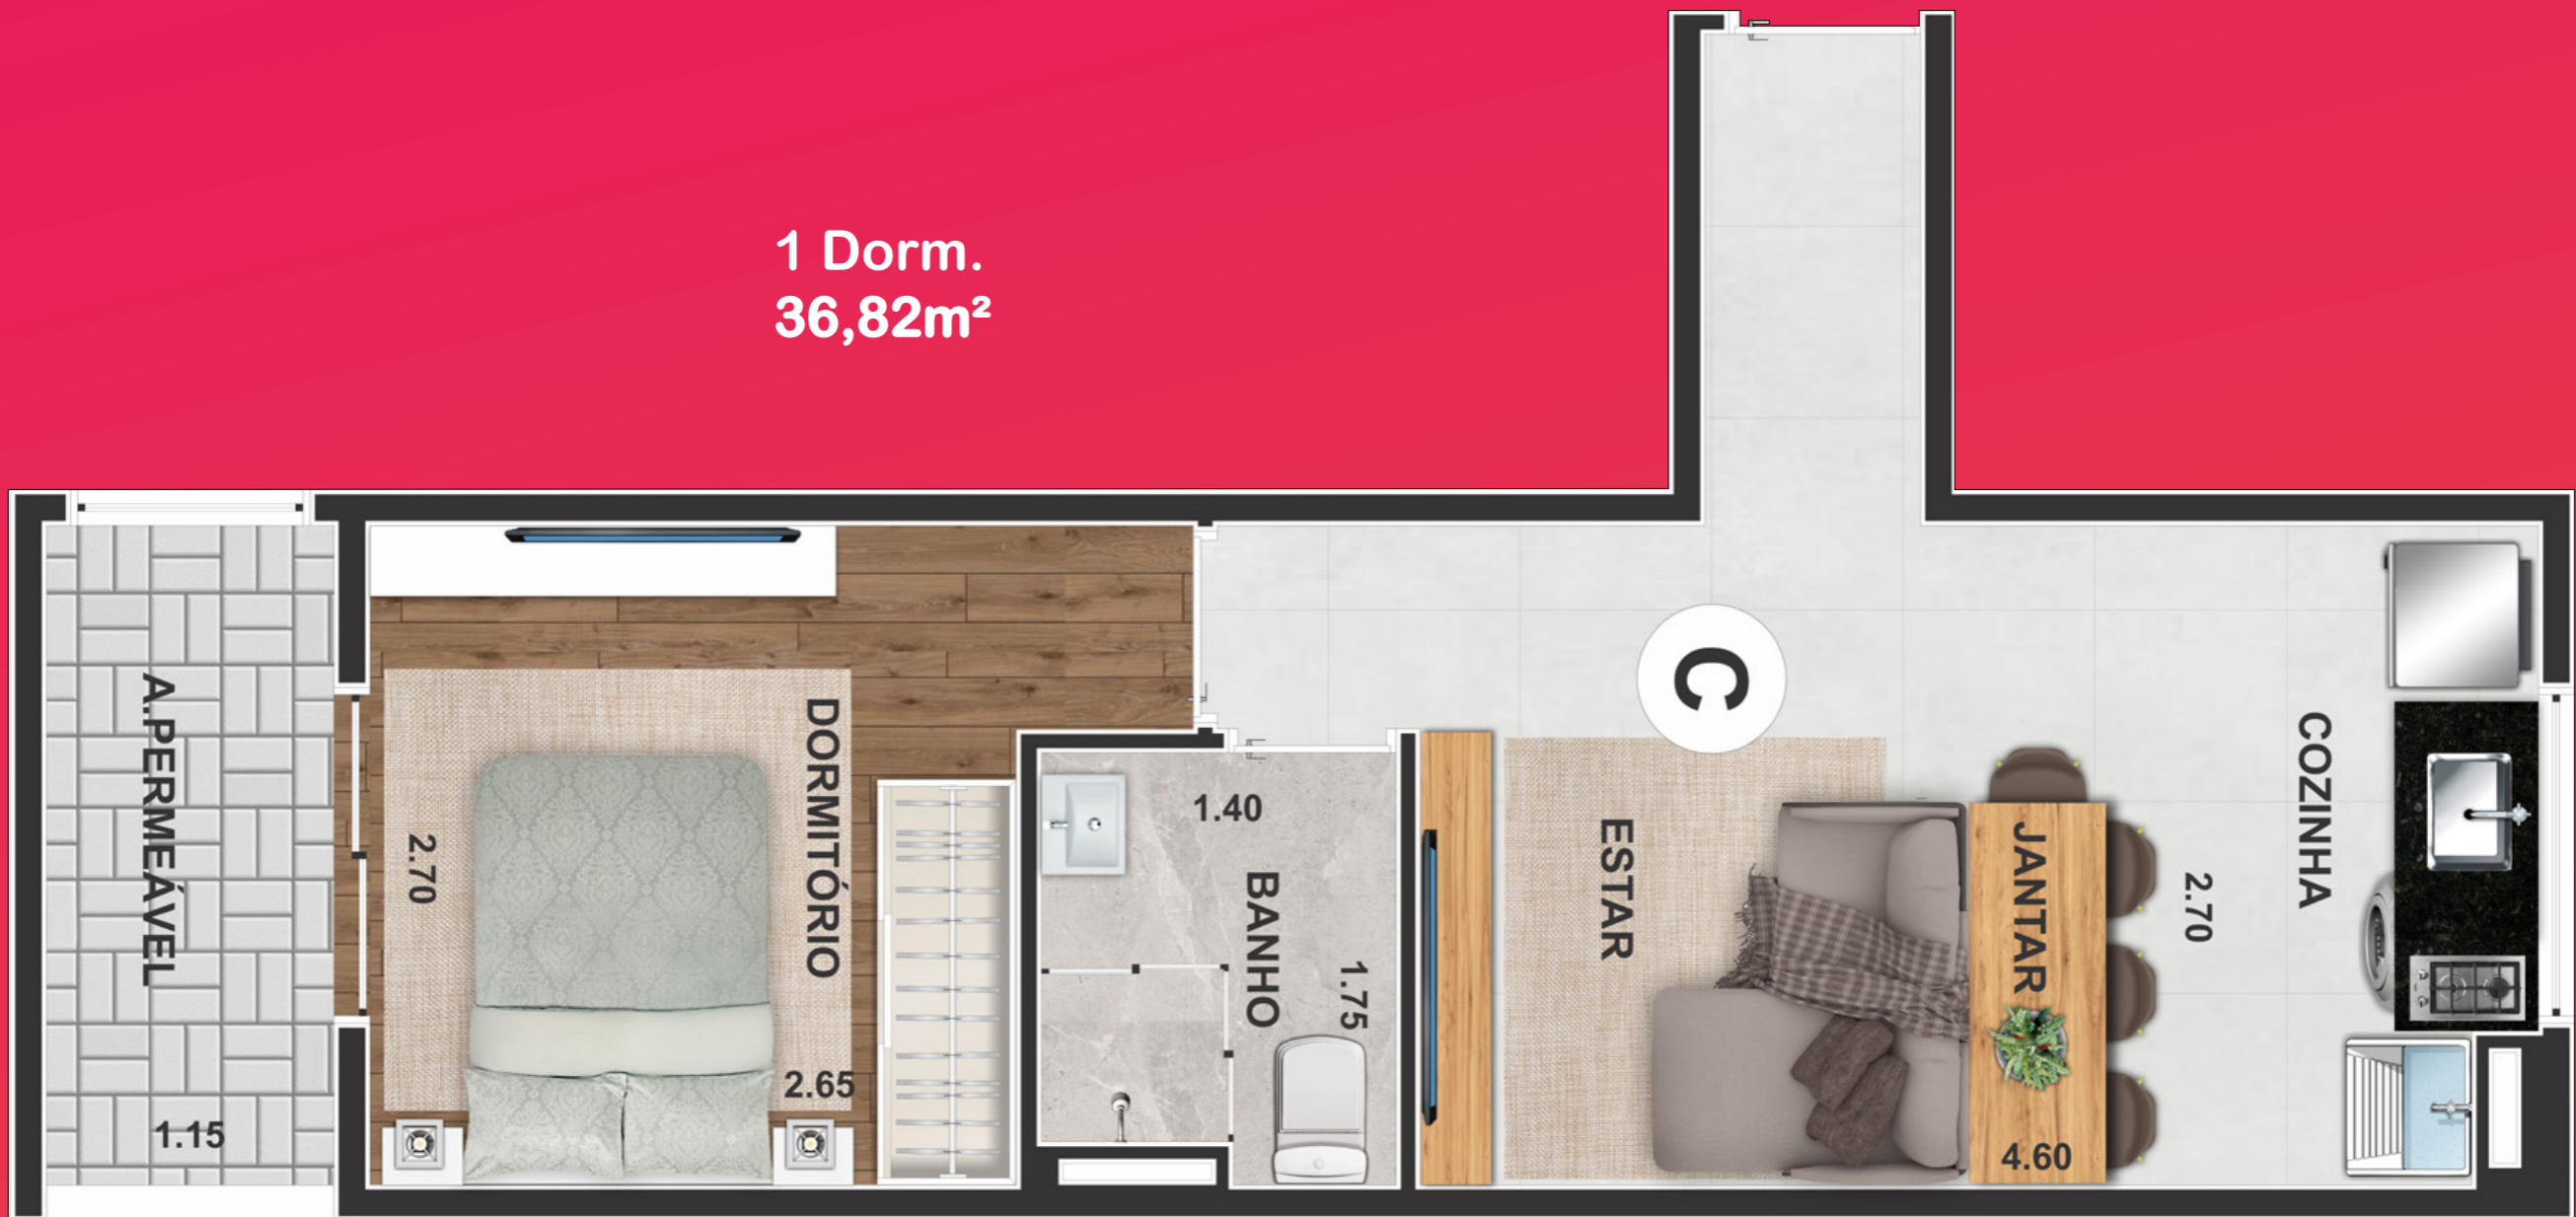 1 Dorm.
36,82m²
C
A.PERMEÁVEL
1.15
DORMITÓRIO
2.70
2.65
BANHO
1.40
1.75
ESTAR
JANTAR
4.60
2.70
COZINHA